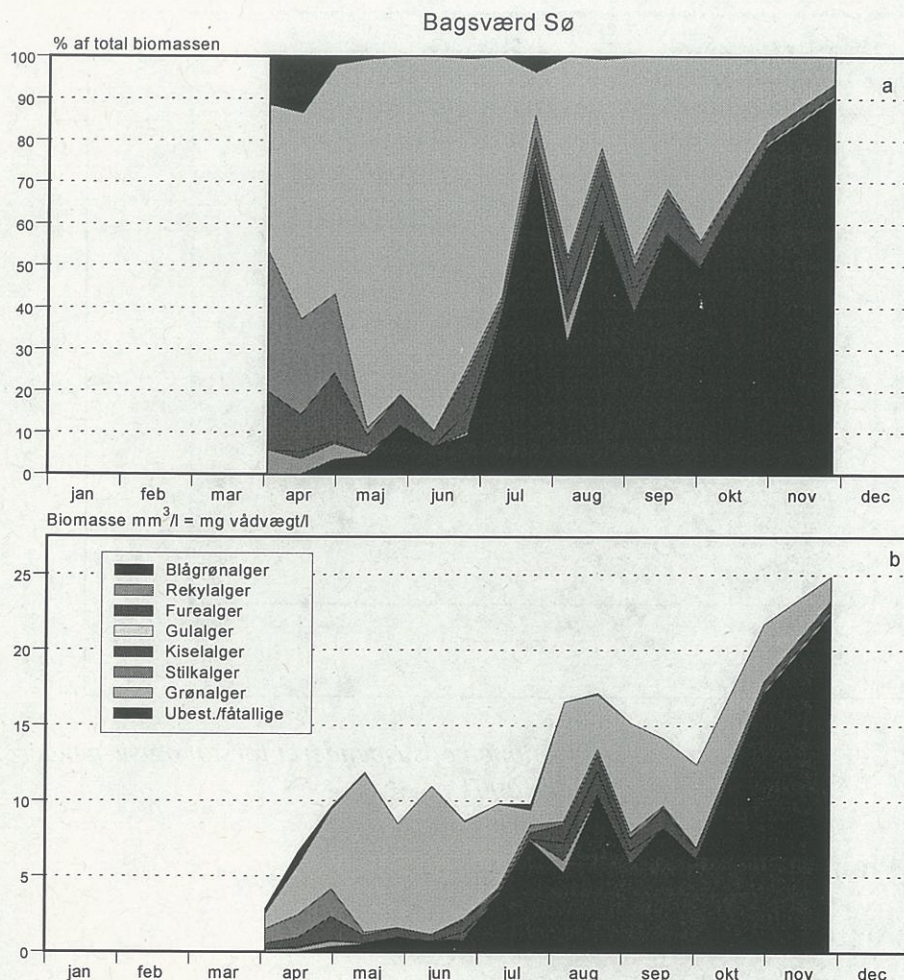 Bagsværd Sø
% af total biomassen
a
100
90
80
70
60
50
40
30
20
10
0
jan feb mar apr maj jun jul aug sep okt nov dec
Biomasse mm³/l = mg vådvægt/l
b
25
20
15
10
5
0
Blågrønalger
Rekylalger
Furealger
Gulalger
Kiselalger
Stilkalger
Grønalger
Ubest./fåtallige
jan feb mar apr maj jun jul aug sep okt nov dec